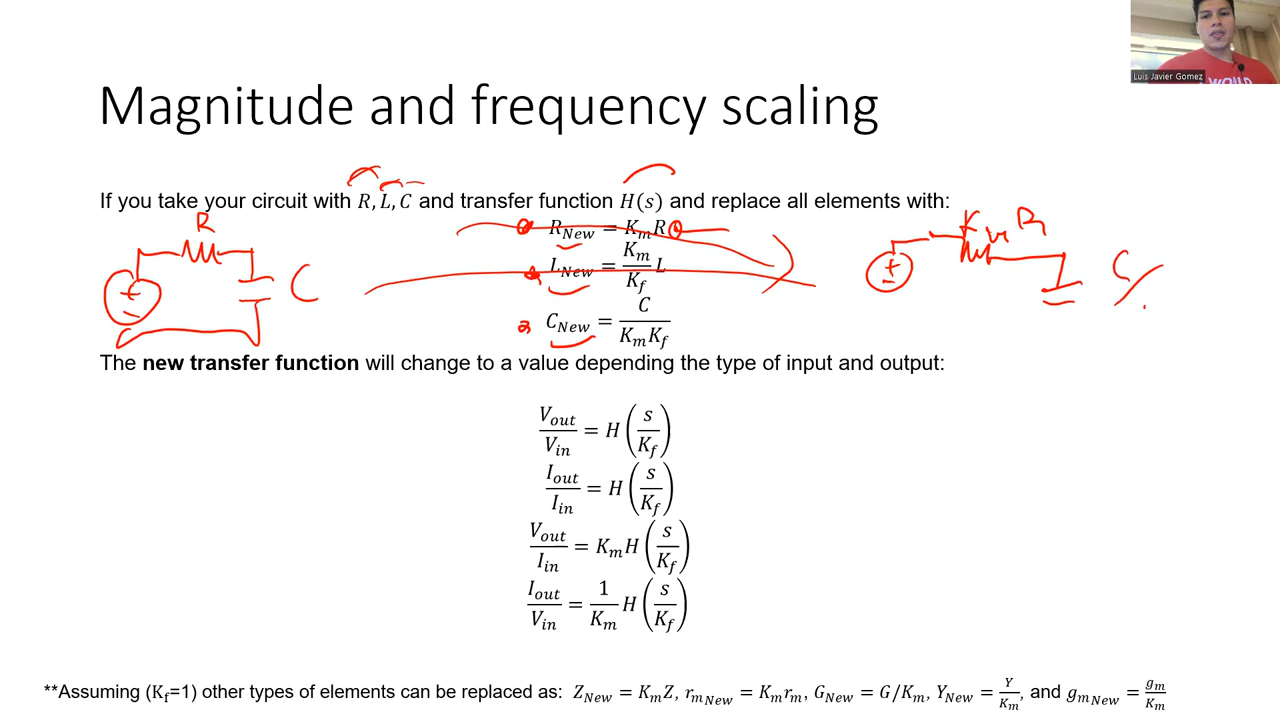 Luis Javier Gomez
Magnitude and frequency scaling
If you take your circuit with R, L, C and transfer function H(s) and replace all elements with:
R_New = K_m R
L_New = K_m/K_f L
C_New = C/(K_m K_f)
R
C
K_m R
C/
The new transfer function will change to a value depending the type of input and output:
V_out/V_in = H(s/K_f)
I_out/I_in = H(s/K_f)
V_out/I_in = K_m H(s/K_f)
I_out/V_in = 1/K_m H(s/K_f)
**Assuming (K_f=1) other types of elements can be replaced as: Z_New = K_m Z, r_m_New = K_m r_m, G_New = G/K_m, Y_New = Y/K_m, and g_m_New = g_m/K_m